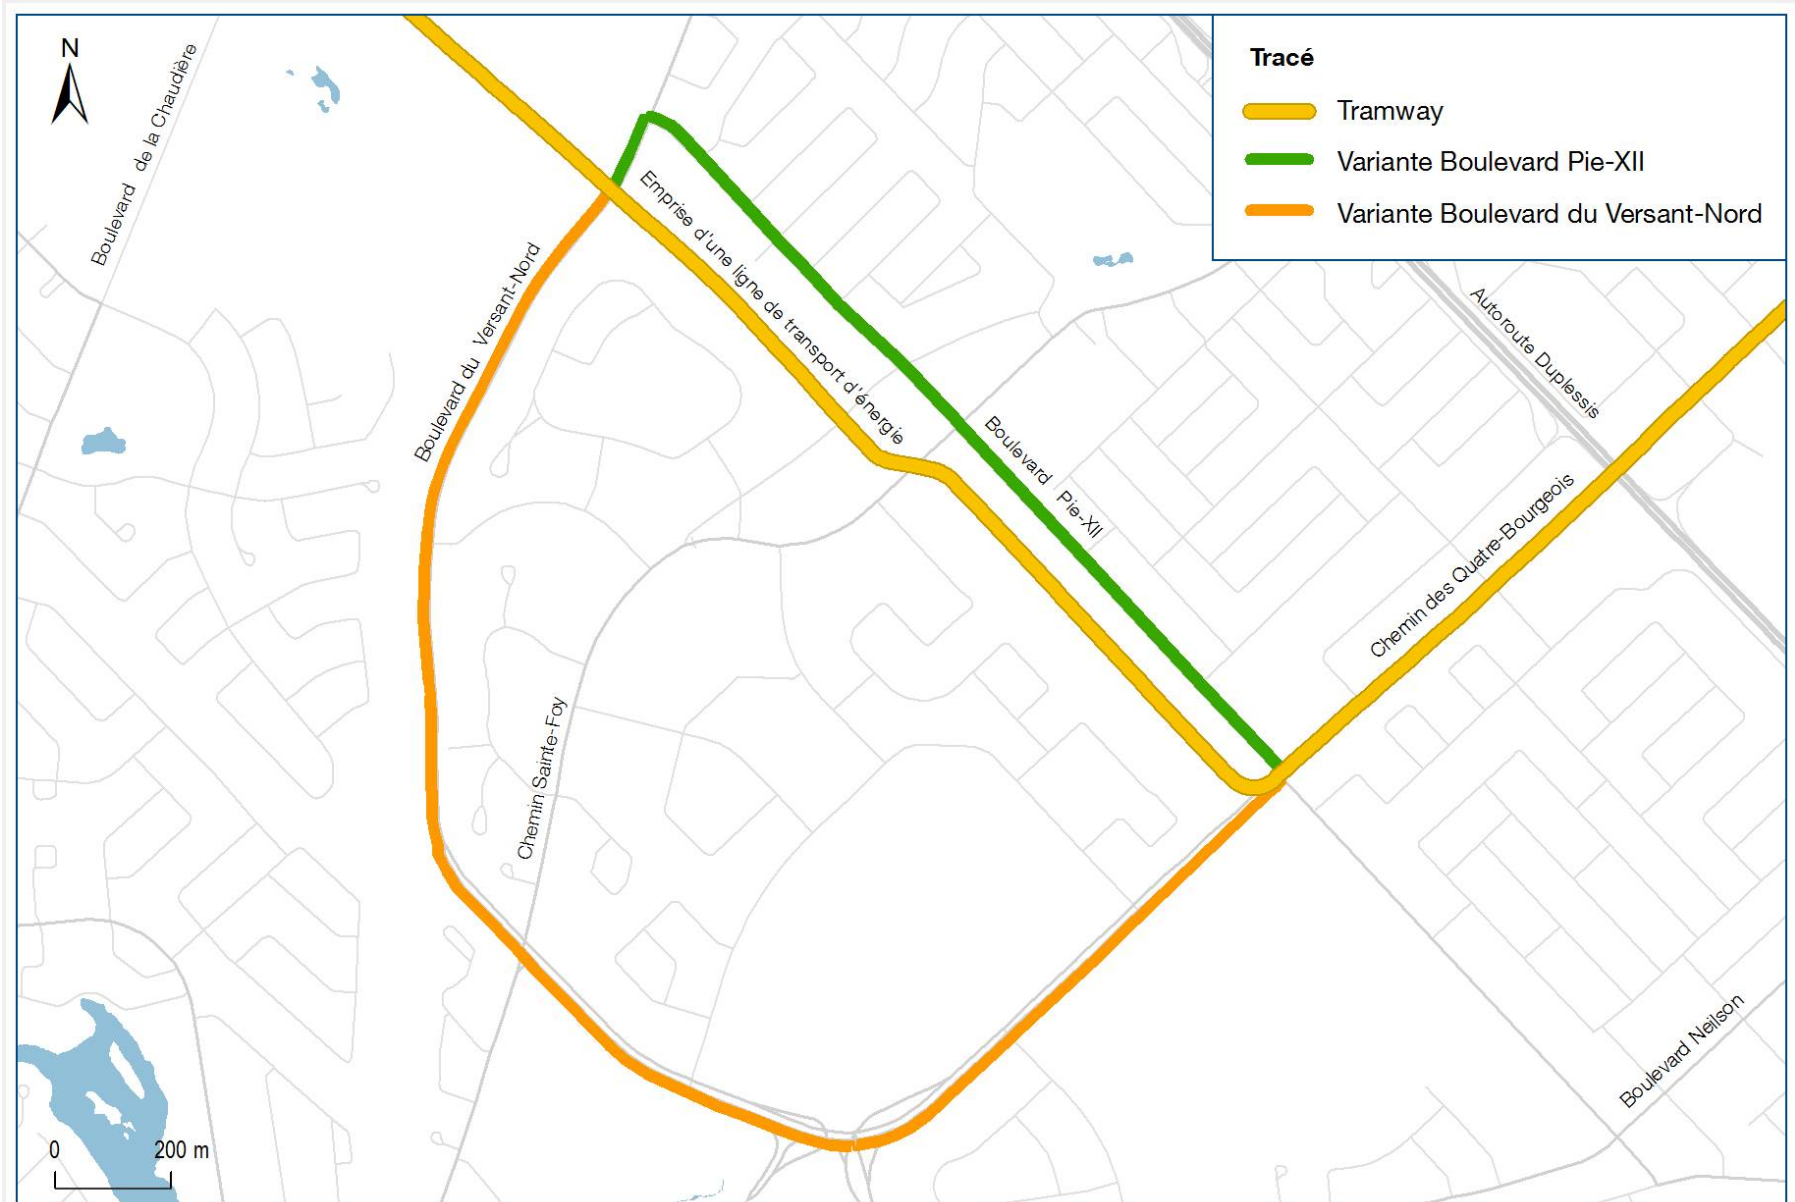 N
Boulevard de la Chaudière
Tracé
Tramway
Variante Boulevard Pie-XII
Variante Boulevard du Versant-Nord
Emprise d'une ligne de transport d'énergie
Boulevard du Versant-Nord
Autoroute Duplessis
Boulevard Pie-XII
Chemin des Quatre-Bourgeois
Chemin Sainte-Foy
Boulevard Neilson
0 200 m